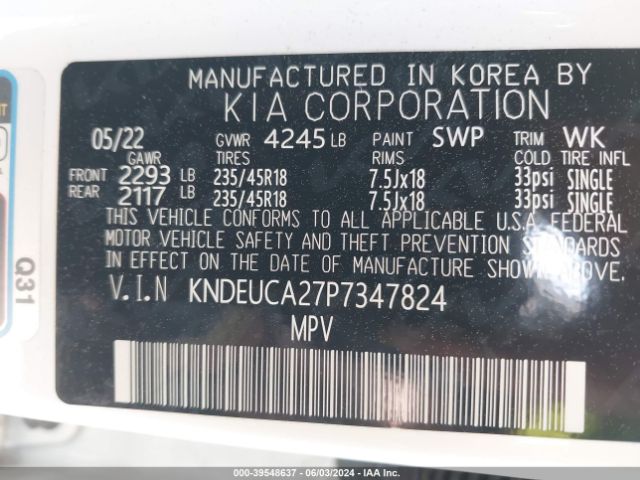 MANUFACTURED IN KOREA BY
KIA CORPORATION
05/22 GVWR 4245 LB PAINT SWP TRIM WK
GAWR TIRES RIMS COLD TIRE INFL
FRONT 2293 LB 235/45R18 7.5Jx18 33psi SINGLE
REAR 2117 LB 235/45R18 7.5Jx18 33psi SINGLE
THIS VEHICLE CONFORMS TO ALL APPLICABLE U.S.A. FEDERAL
MOTOR VEHICLE SAFETY AND THEFT PREVENTION STANDARDS
IN EFFECT ON THE DATE OF MANUFACTURE SHOWN ABOVE.
V.I.N KNDEUCA27P7347824
MPV
Q31
000-39548637 - 06/03/2024 - IAA Inc.